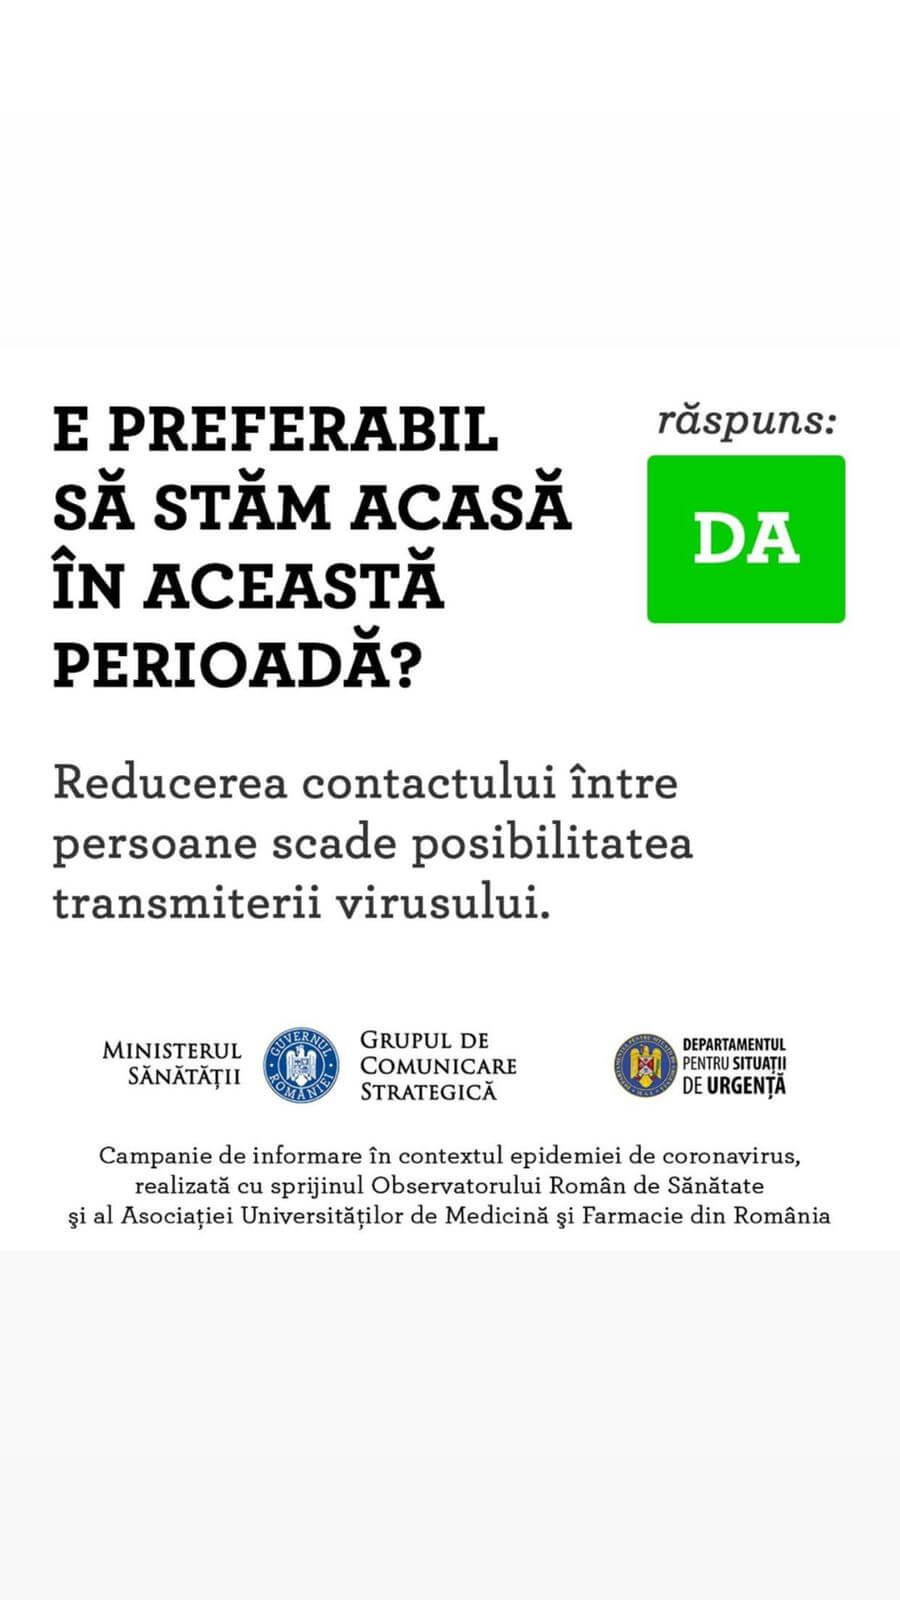 E PREFERABIL
SĂ STĂM ACASĂ
ÎN ACEASTĂ
PERIOADĂ?
răspuns:
DA
Reducerea contactului între
persoane scade posibilitatea
transmiterii virusului.
MINISTERUL
SĂNĂTĂȚII
GUVERNUL
ROMÂNIEI
GRUPUL DE
COMUNICARE
STRATEGICĂ
DEPARTAMENTUL
PENTRU SITUAȚII
DE URGENȚĂ
Campanie de informare în contextul epidemiei de coronavirus,
realizată cu sprijinul Observatorului Român de Sănătate
și al Asociației Universităților de Medicină și Farmacie din România